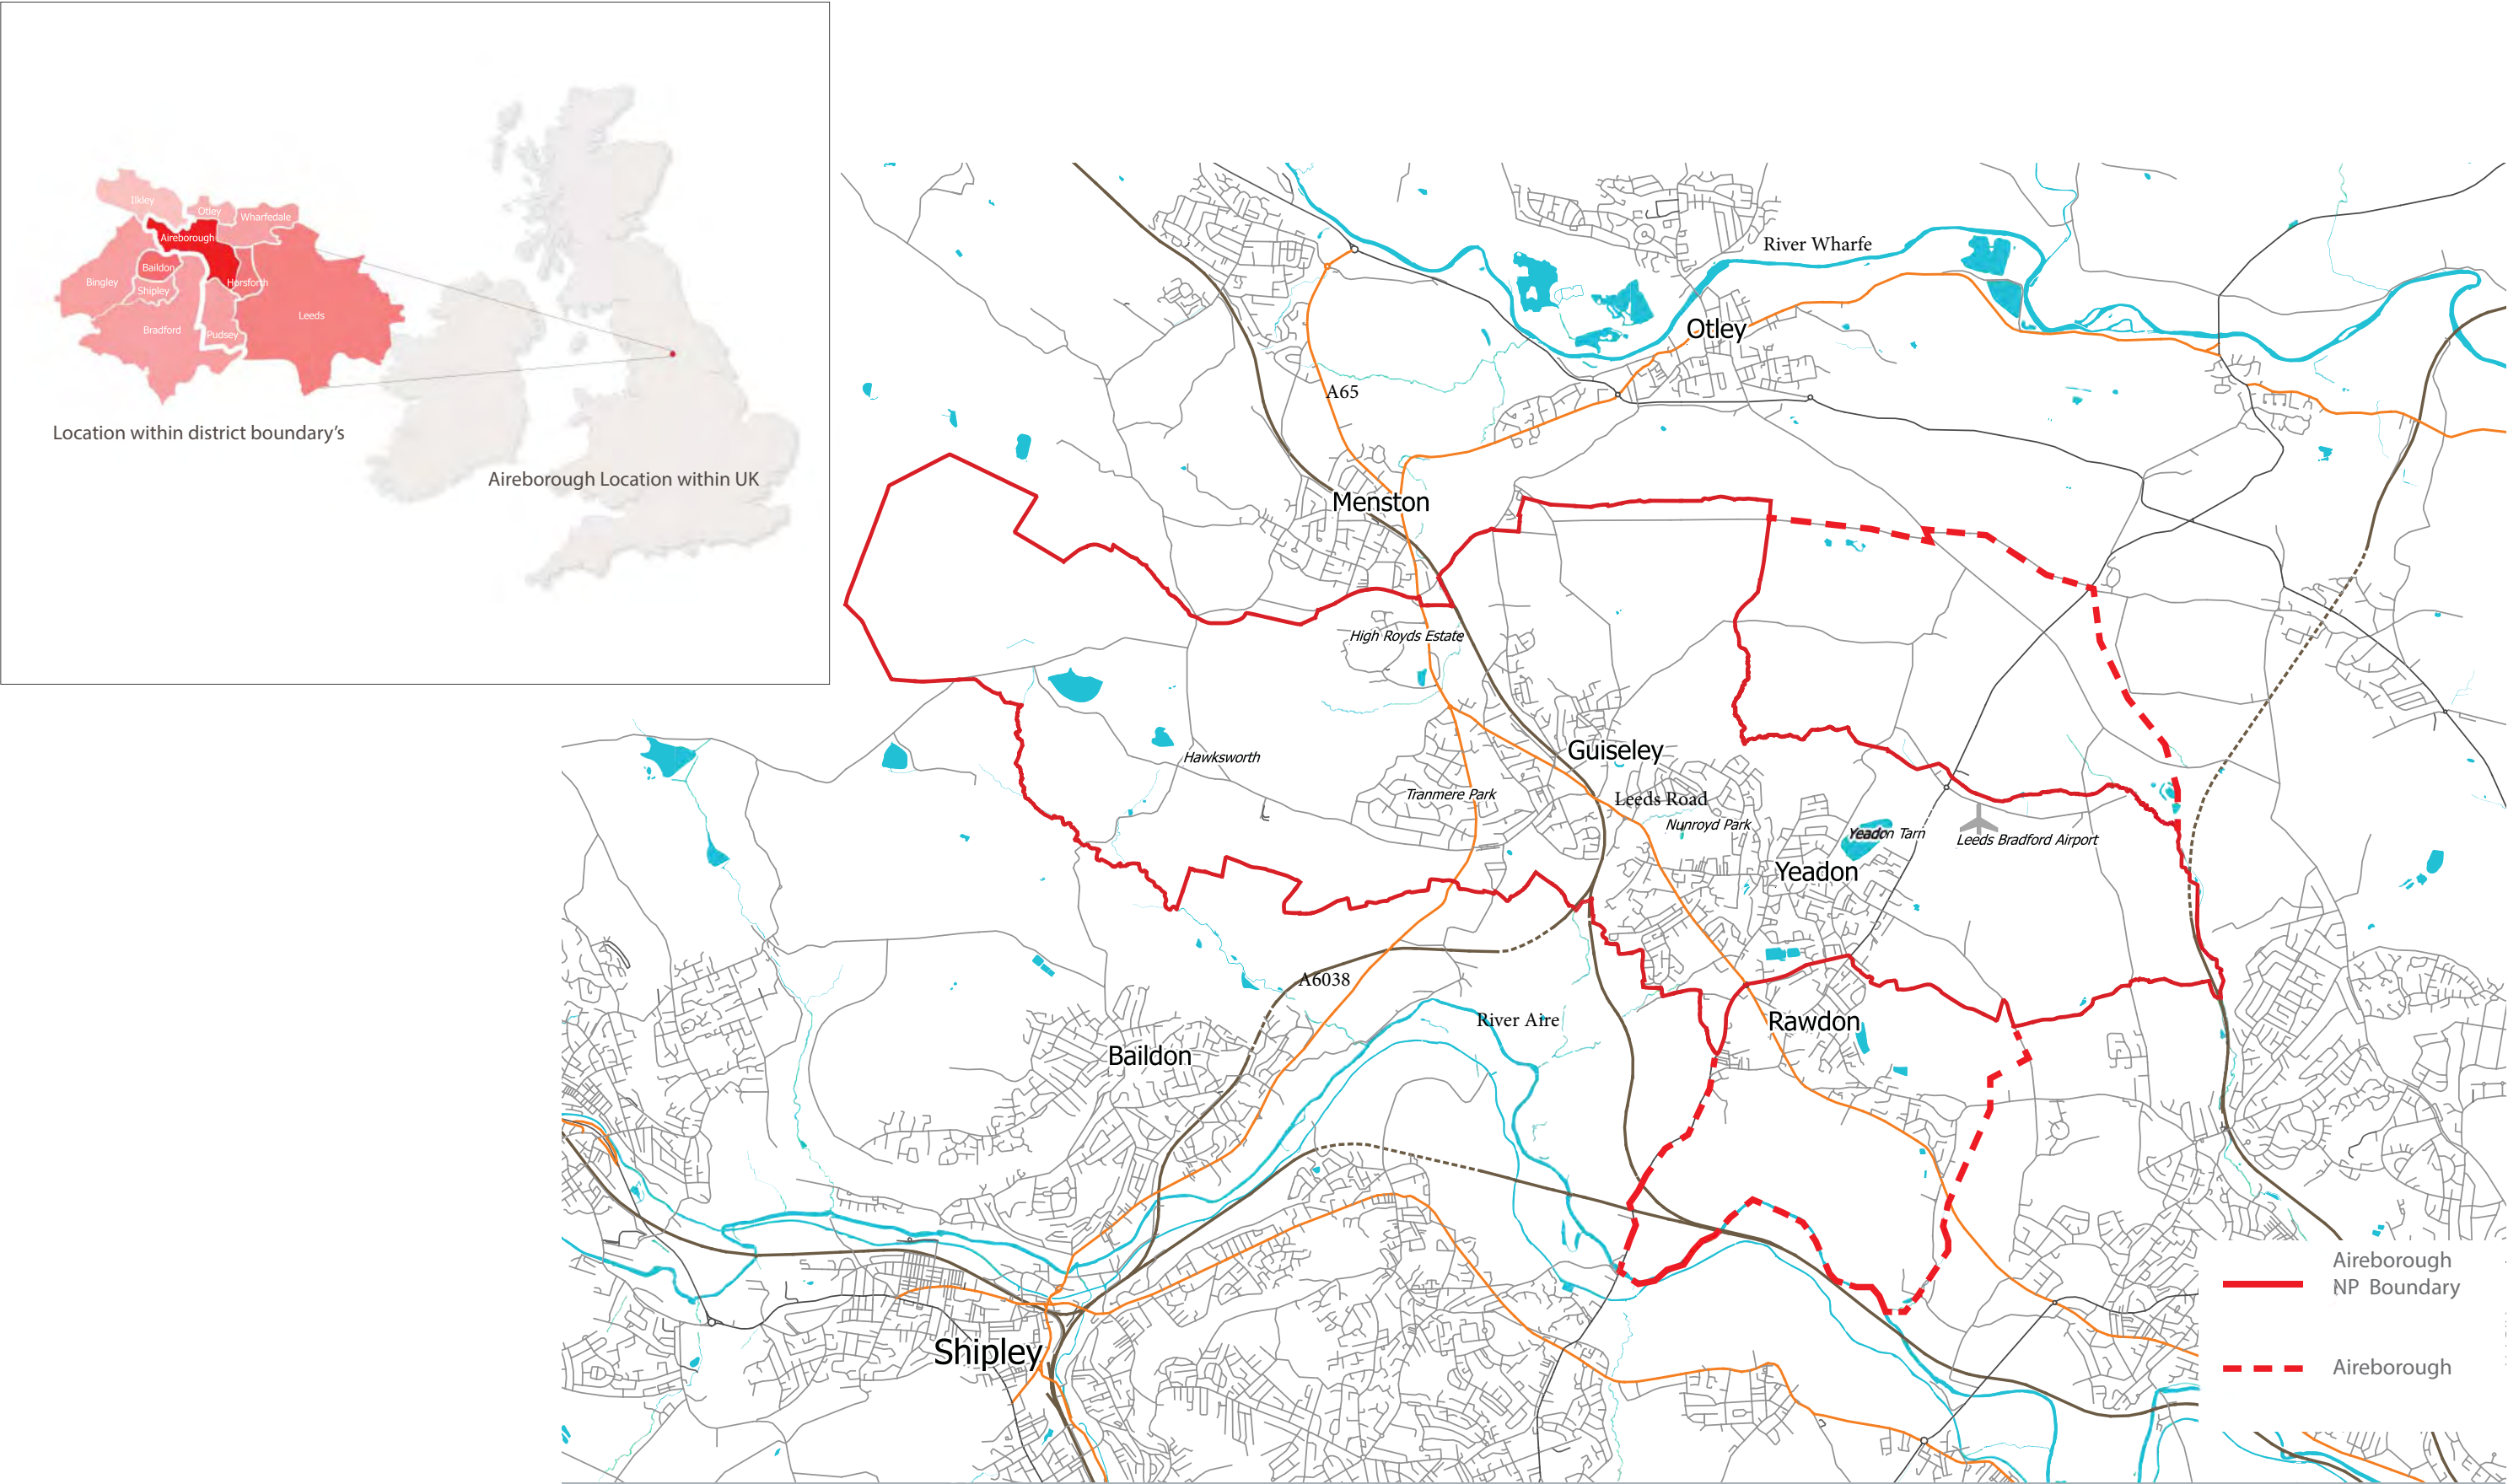 Ilkley
Otley
Wharfedale
Aireborough
Baildon
Bingley
Shipley
Horsforth
Leeds
Bradford
Pudsey
Location within district boundary's
Aireborough Location within UK
River Wharfe
Otley
A65
Menston
High Royds Estate
Guiseley
Hawksworth
Tranmere Park
Leeds Road
Nunroyd Park
Yeadon Tarn
Leeds Bradford Airport
Yeadon
A6038
River Aire
Rawdon
Baildon
Shipley
Aireborough
NP Boundary
Aireborough